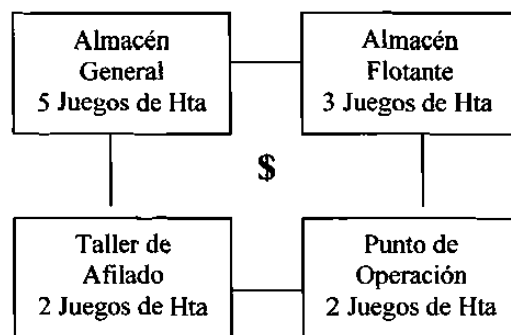 Almacén
General
5 Juegos de Hta
Almacén
Flotante
3 Juegos de Hta
$
Taller de
Afilado
2 Juegos de Hta
Punto de
Operación
2 Juegos de Hta